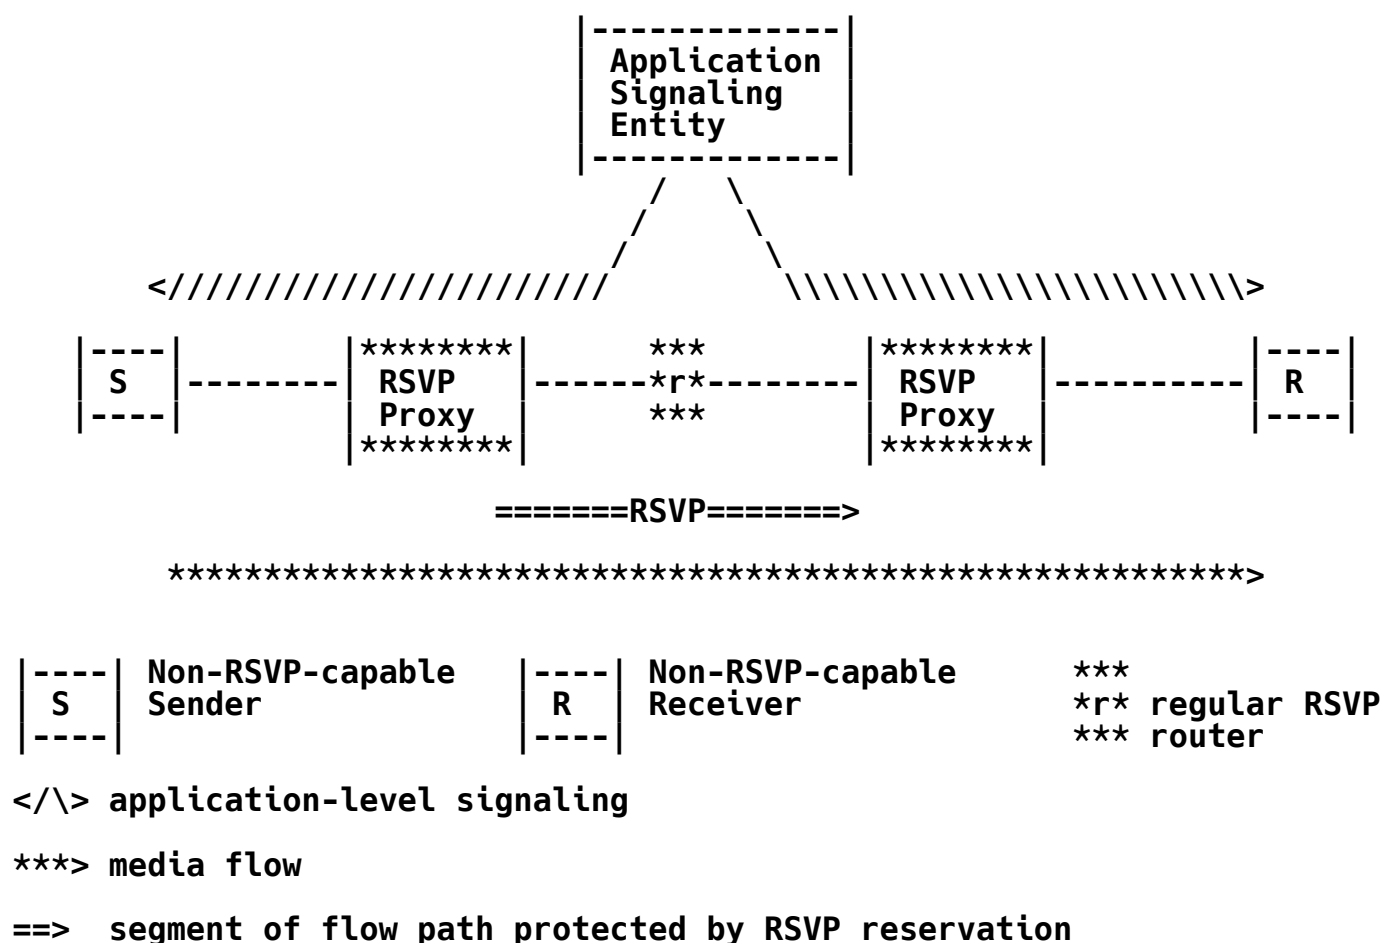 |-------------|
| Application |
| Signaling   |
| Entity      |
|-------------|
/   \
/     \
/       \
<///////////////////////         \\\\\\\\\\\\\\\\\\\\\\\\>
|----|        |********|      ***        |********|          |----|
| S  |--------| RSVP   |------*r*--------| RSVP   |----------| R  |
|----|        | Proxy  |      ***        | Proxy  |          |----|
|********|                 |********|
=======RSVP=======>
********************************************************>
|----| Non-RSVP-capable   |----| Non-RSVP-capable      ***
| S  | Sender             | R  | Receiver              *r* regular RSVP
|----|                    |----|                       *** router
</\> application-level signaling
***> media flow
==>  segment of flow path protected by RSVP reservation